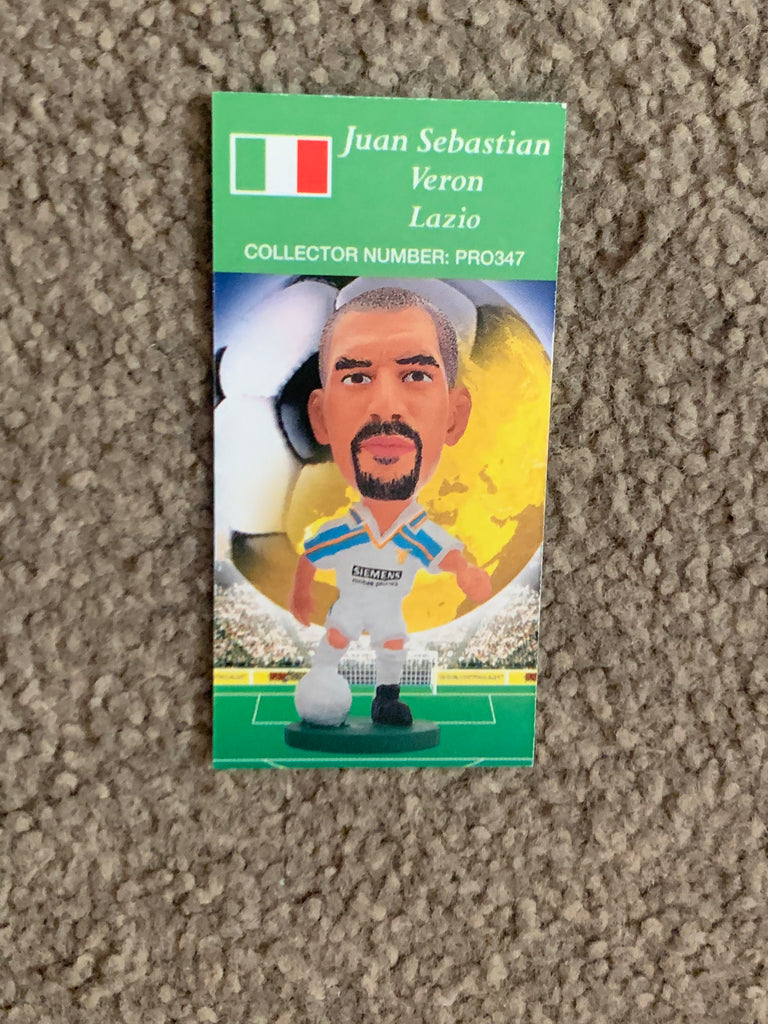 Juan Sebastian
Veron
Lazio
COLLECTOR NUMBER: PRO347
SIEMENS